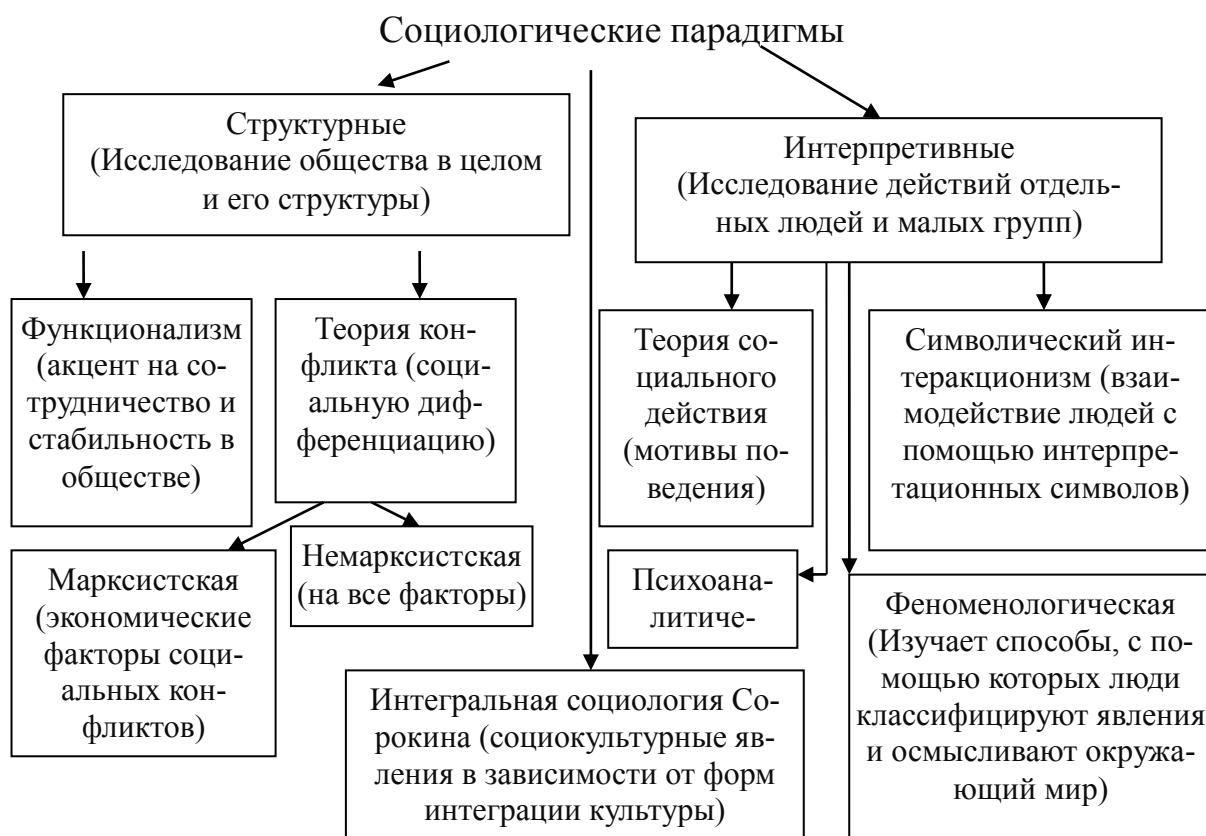 Социологические парадигмы
Структурные
(Исследование общества в целом
и его структуры)
Интерпретивные
(Исследование действий отдель-
ных людей и малых групп)
Функционализм
(акцент на со-
трудничество и
стабильность в
обществе)
Теория кон-
фликта (соци-
альную диф-
ференциацию)
Теория со-
циального
действия
(мотивы по-
ведения)
Символический ин-
теракционизм (взаи-
модействие людей с
помощью интерпре-
тационных символов)
Марксистская
(экономические
факторы соци-
альных кон-
фликтов)
Немарксистская
(на все факторы)
Психоана-
литиче-
Феноменологическая
(Изучает способы, с по-
мощью которых люди
классифицируют явления
и осмысливают окружа-
ющий мир)
Интегральная социология Со-
рокина (социокультурные яв-
ления в зависимости от форм
интеграции культуры)